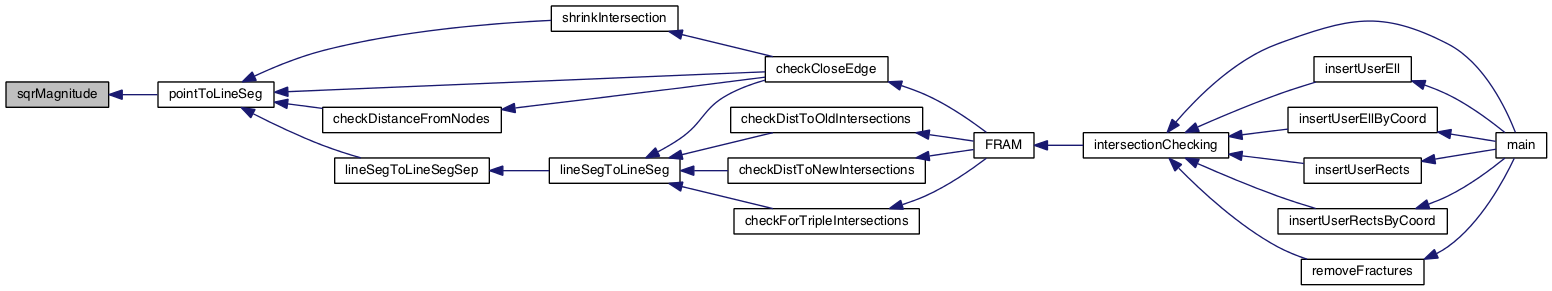 sqrMagnitude
pointToLineSeg
shrinkIntersection
checkCloseEdge
checkDistanceFromNodes
lineSegToLineSegSep
lineSegToLineSeg
checkDistToOldIntersections
checkDistToNewIntersections
checkForTripleIntersections
FRAM
intersectionChecking
insertUserEll
insertUserEllByCoord
insertUserRects
insertUserRectsByCoord
removeFractures
main